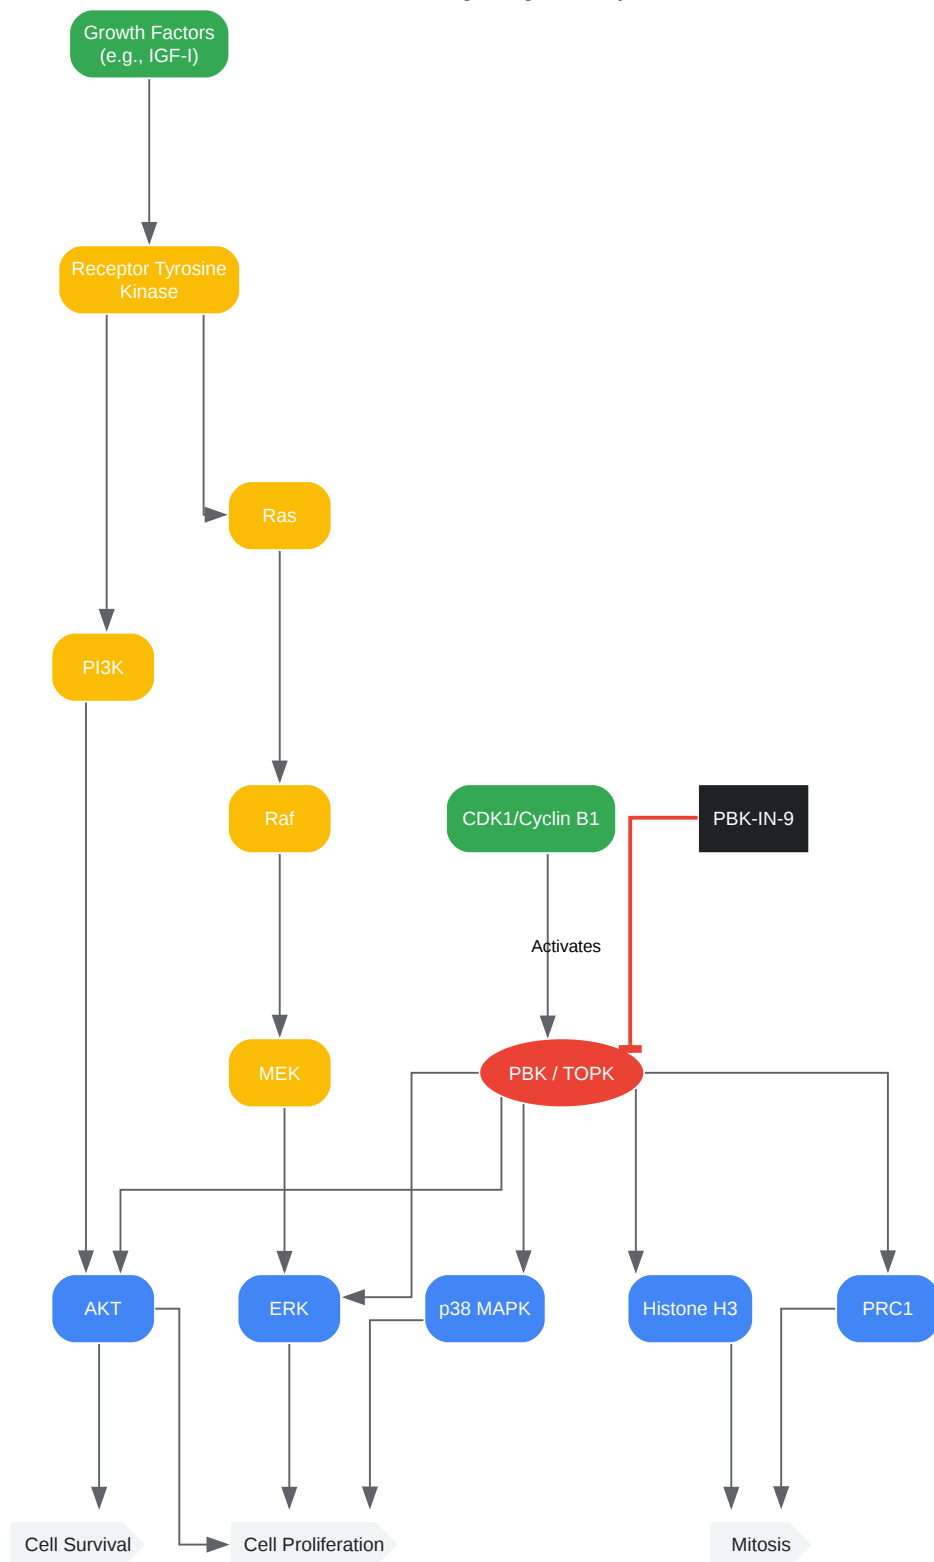 Growth Factors
(e.g., IGF-I)
Receptor Tyrosine
Kinase
Ras
PI3K
Raf
CDK1/Cyclin B1
PBK-IN-9
Activates
MEK
PBK / TOPK
AKT
ERK
p38 MAPK
Histone H3
PRC1
Cell Survival
Cell Proliferation
Mitosis